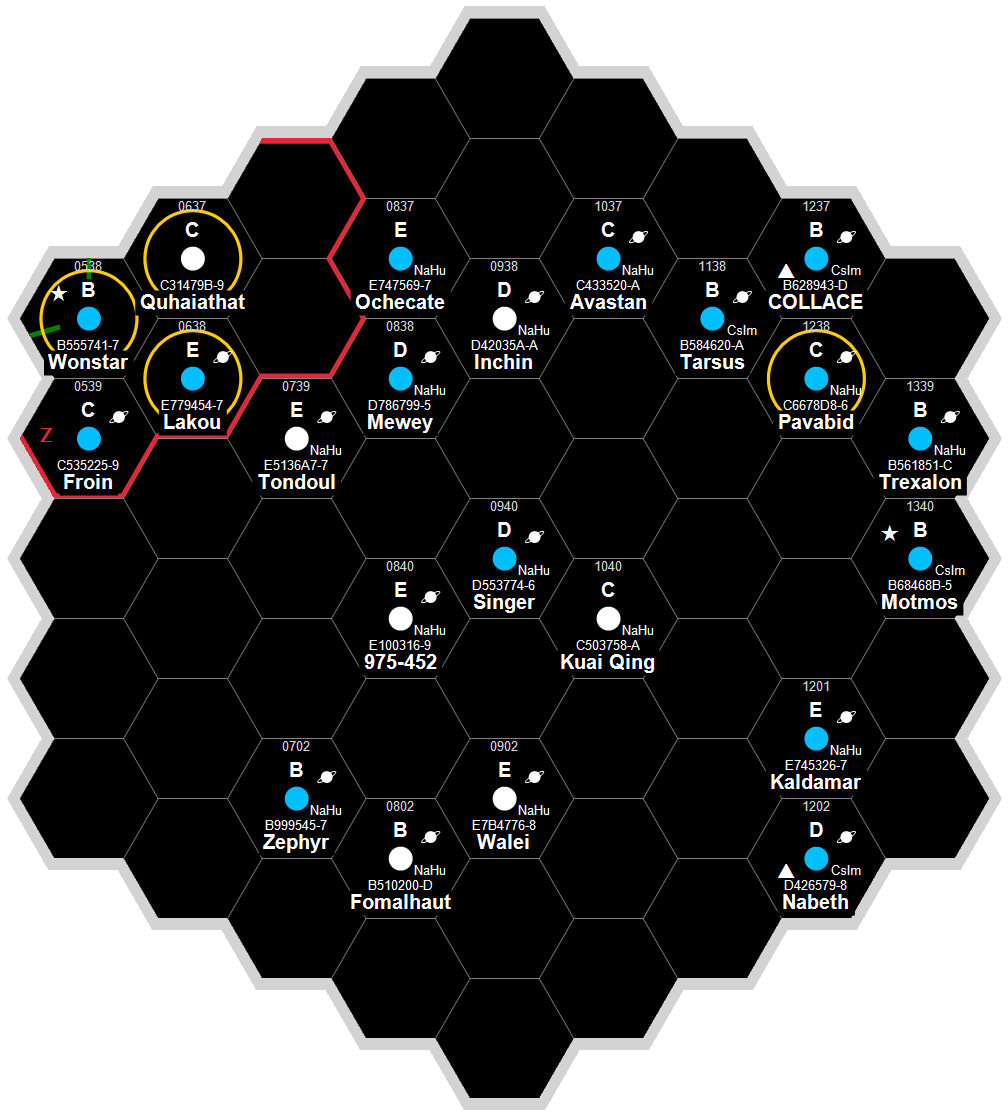 0538
B
B555741-7
Wonstar
0637
C
C31479B-9
Quhaiathat
0638
E
E779454-7
Lakou
0539
Z
C
C535225-9
Froin
0739
E
NaHu
E5136A7-7
Tondoul
0837
E
NaHu
E747569-7
Ochecate
0838
D
NaHu
D786799-5
Mewey
0938
D
NaHu
D42035A-A
Inchin
1037
C
NaHu
C433520-A
Avastan
1138
B
CsIm
B584620-A
Tarsus
1237
B
CsIm
B628943-D
COLLACE
1238
C
NaHu
C6678D8-6
Pavabid
1339
B
NaHu
B561851-C
Trexalon
1340
B
CsIm
B68468B-5
Motmos
0940
D
NaHu
D553774-6
Singer
0840
E
NaHu
E100316-9
975-452
1040
C
NaHu
C503758-A
Kuai Qing
1201
E
NaHu
E745326-7
Kaldamar
0702
B
NaHu
B999545-7
Zephyr
0902
E
NaHu
E7B4776-8
Walei
0802
B
NaHu
B510200-D
Fomalhaut
1202
D
CsIm
D426579-8
Nabeth